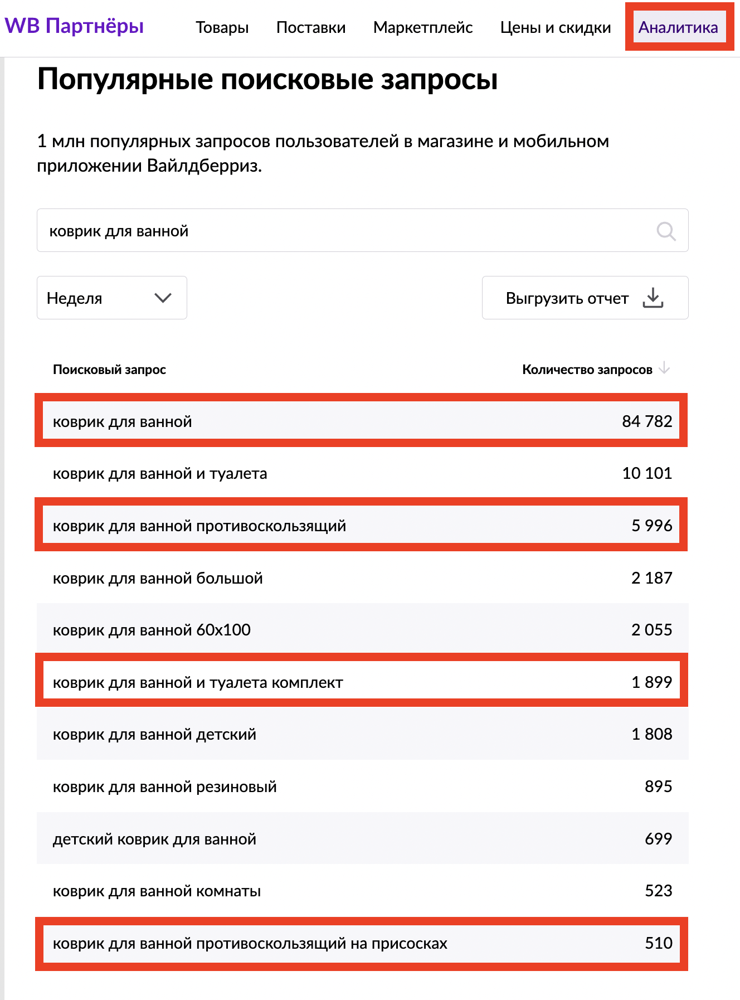 WB Партнёры Товары Поставки Маркетплейс Цены и скидки Аналитика
Популярные поисковые запросы
1 млн популярных запросов пользователей в магазине и мобильном
приложении Вайлдберриз.
коврик для ванной
Неделя Выгрузить отчет
Поисковый запрос Количество запросов
коврик для ванной 84 782
коврик для ванной и туалета 10 101
коврик для ванной противоскользящий 5 996
коврик для ванной большой 2 187
коврик для ванной 60х100 2 055
коврик для ванной и туалета комплект 1 899
коврик для ванной детский 1 808
коврик для ванной резиновый 895
детский коврик для ванной 699
коврик для ванной комнаты 523
коврик для ванной противоскользящий на присосках 510